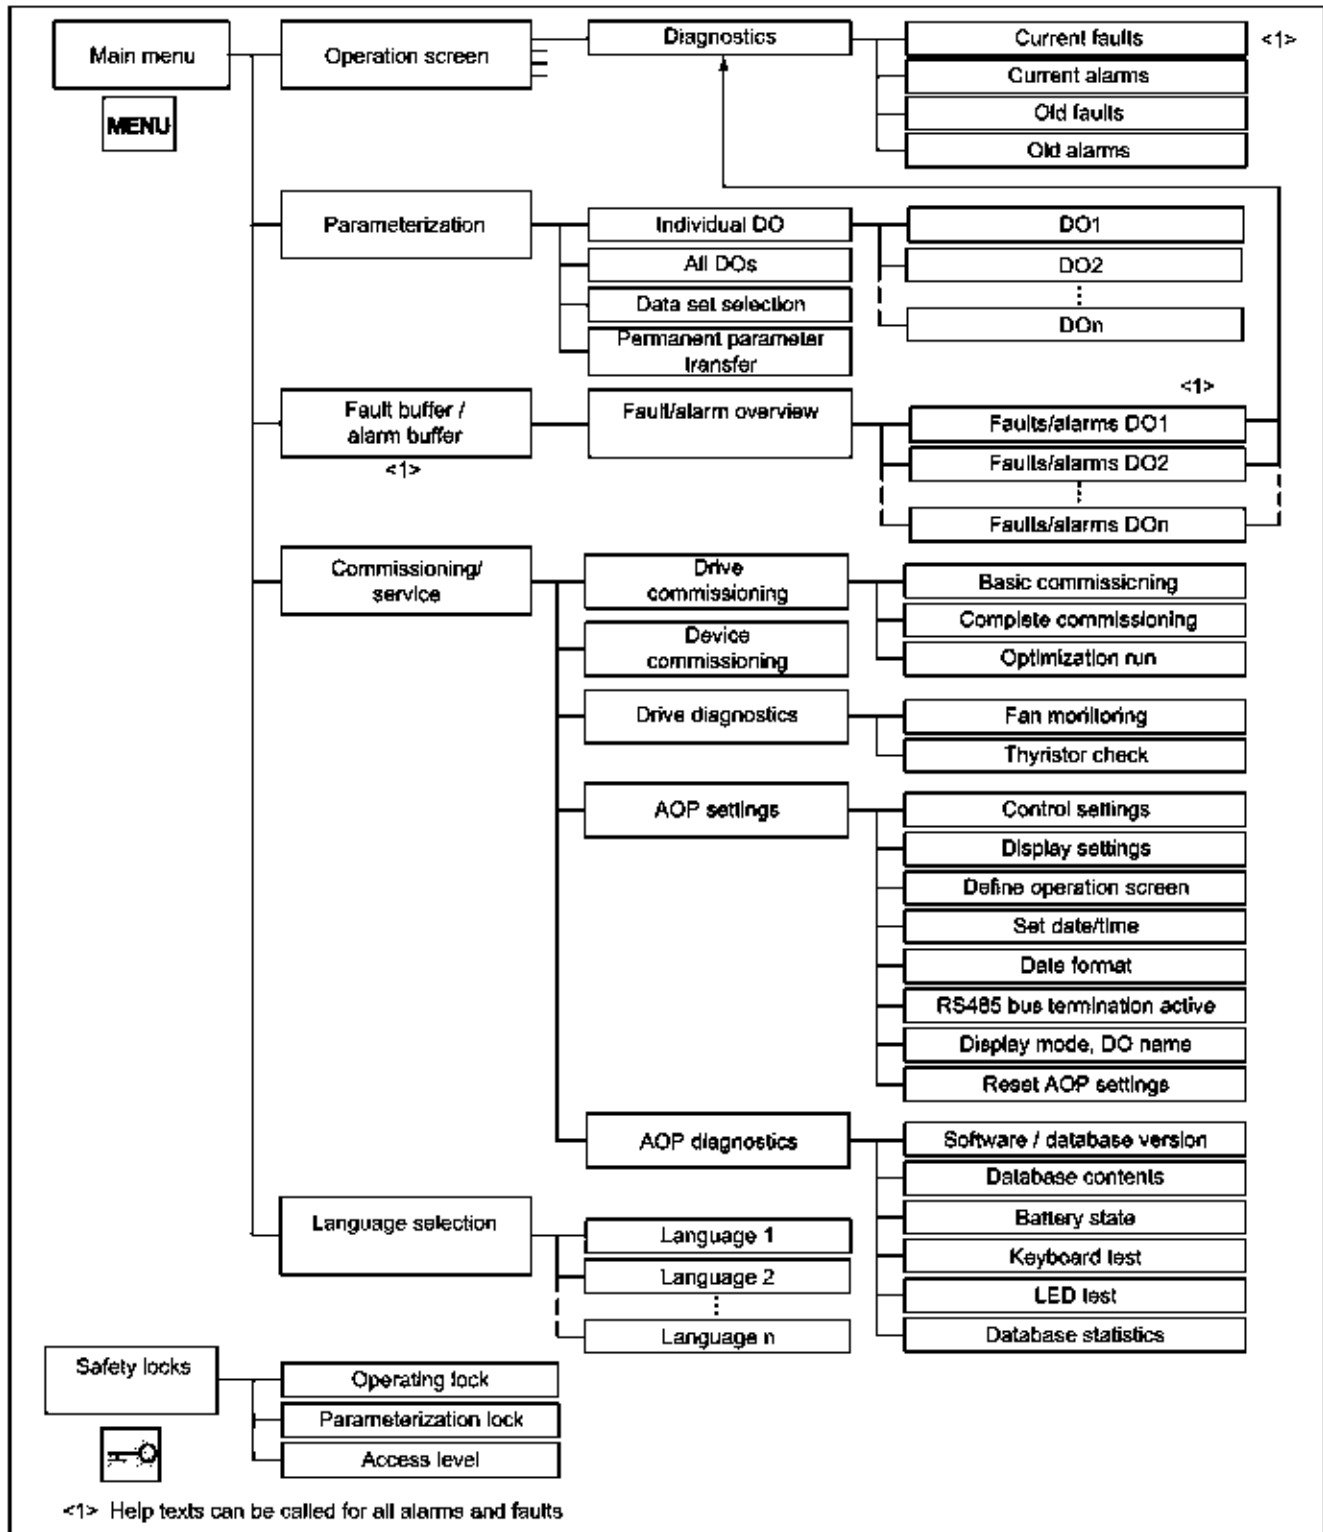 Main menu
MENU
Operation screen
Diagnostics
Current faults
<1>
Current alarms
Old faults
Old alarms
Parameterization
Individual DO
DO1
DO2
DOn
All DOs
Data set selection
Permanent parameter
transfer
Fault buffer /
alarm buffer
<1>
Fault/alarm overview
<1>
Faults/alarms DO1
Faults/alarms DO2
Faults/alarms DOn
Commissioning/
service
Drive
commissioning
Basic commissioning
Complete commissioning
Optimization run
Device
commissioning
Drive diagnostics
Fan monitoring
Thyristor check
AOP settings
Control settings
Display settings
Define operation screen
Set date/time
Date format
RS485 bus termination active
Display mode, DO name
Reset AOP settings
AOP diagnostics
Software / database version
Database contents
Battery state
Keyboard test
LED test
Database statistics
Language selection
Language 1
Language 2
Language n
Safety locks
Operating lock
Parameterization lock
Access level
<1> Help texts can be called for all alarms and faults